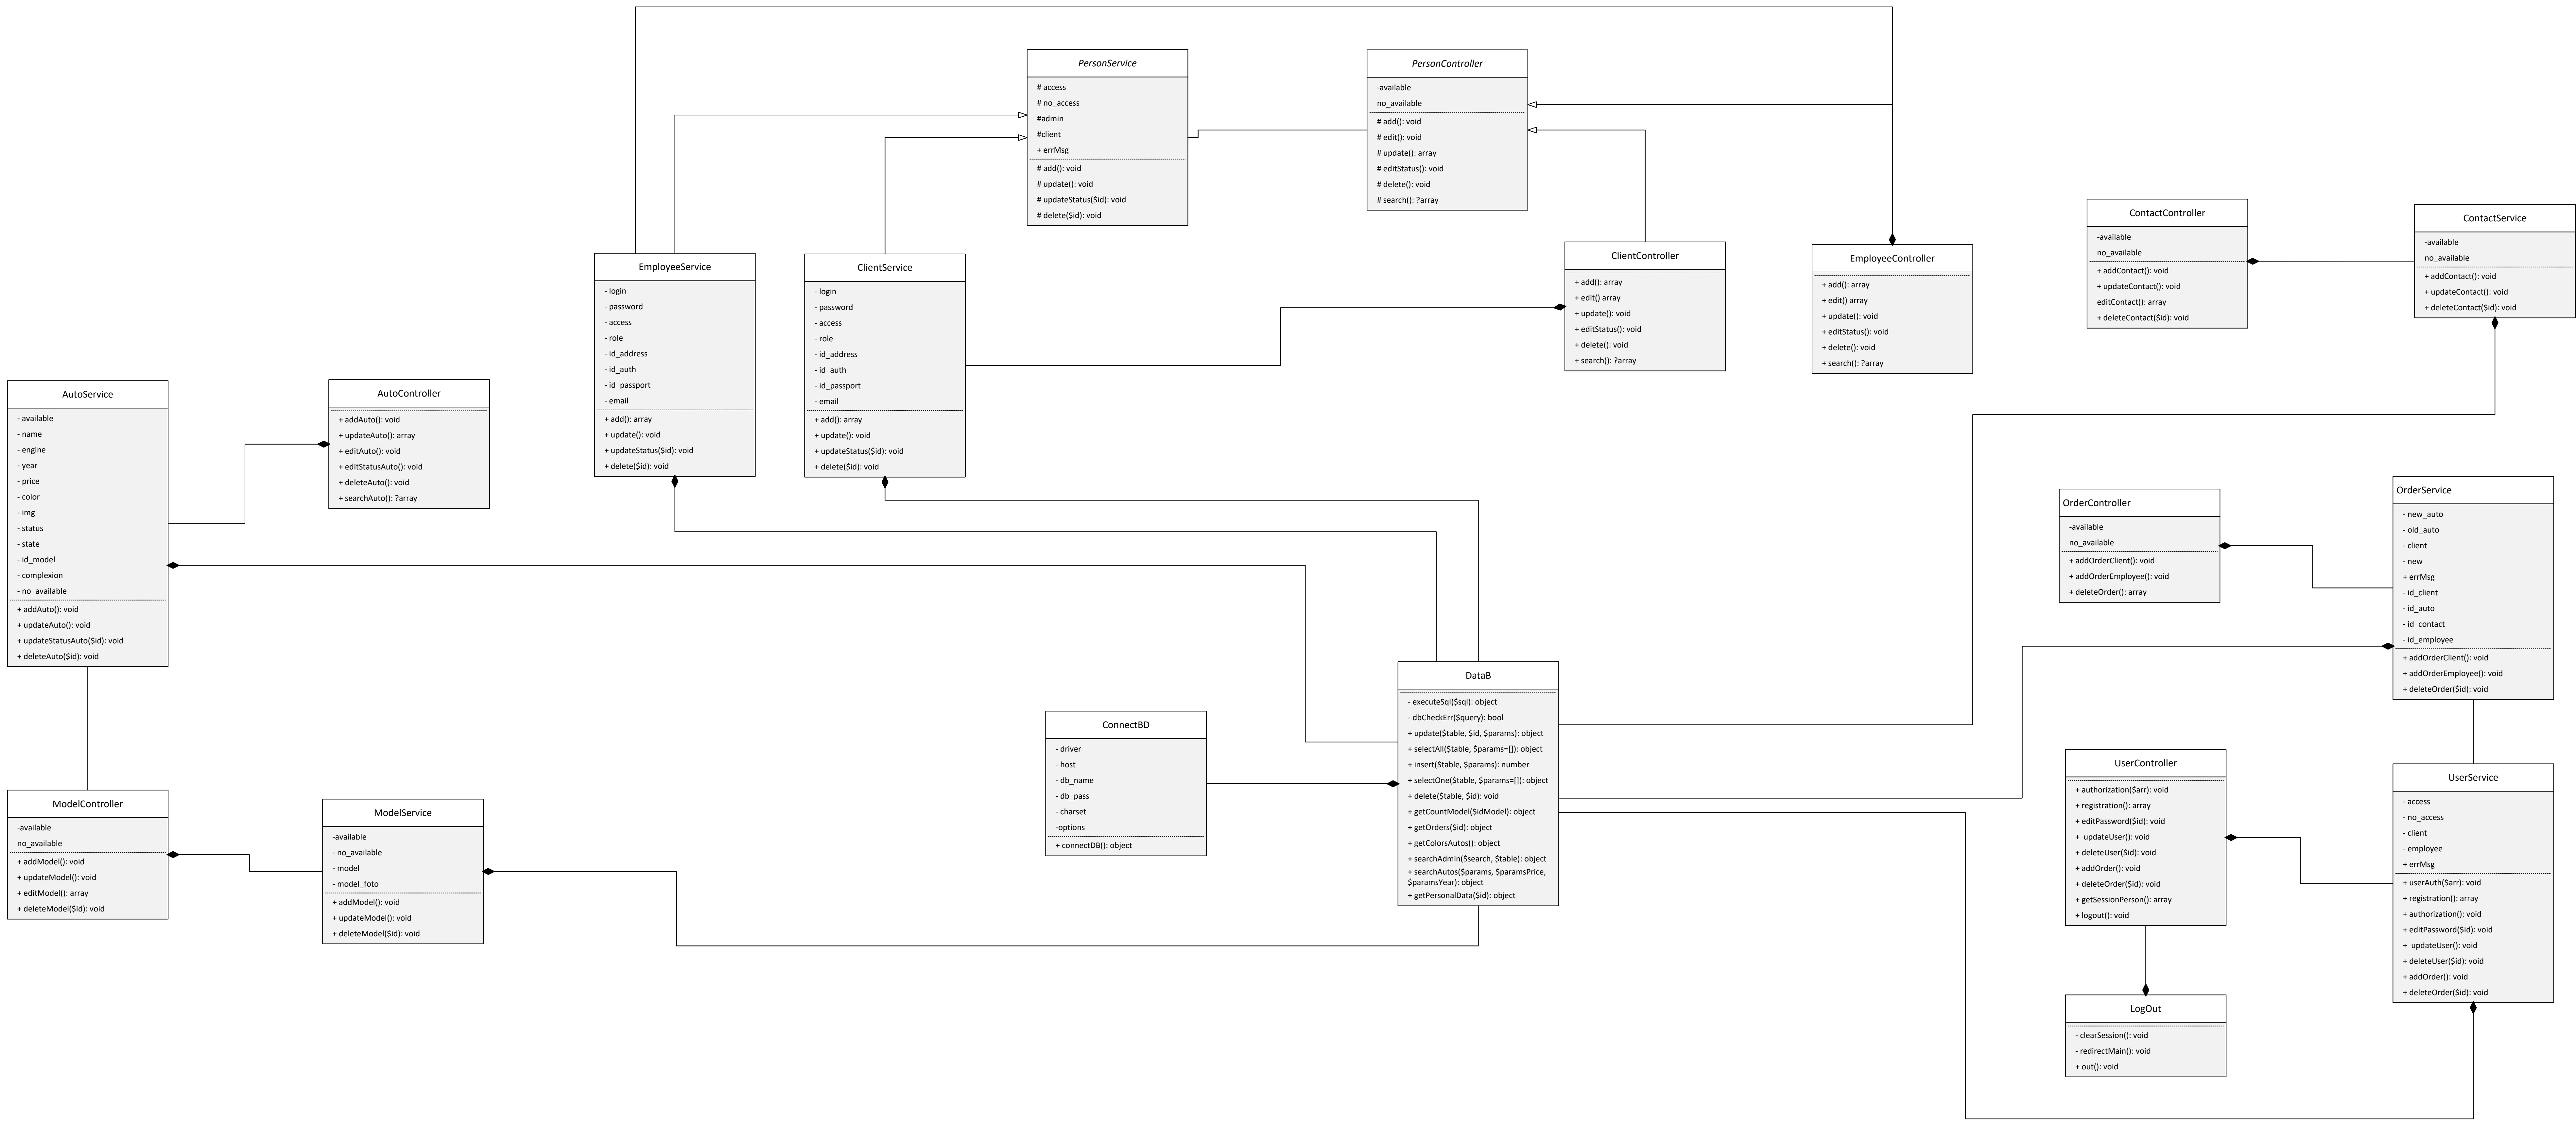 PersonService
# access
# no_access
#admin
#client
+ errMsg
# add(): void
# update(): void
# updateStatus($id): void
# delete($id): void
PersonController
-available
no_available
# add(): void
# edit(): void
# update(): array
# editStatus(): void
# delete(): void
# search(): ?array
ContactController
-available
no_available
+ addContact(): void
+ updateContact(): void
editContact(): array
+ deleteContact($id): void
ContactService
-available
no_available
+ addContact(): void
+ updateContact(): void
+ deleteContact($id): void
EmployeeService
- login
- password
- access
- role
- id_address
- id_auth
- id_passport
- email
+ add(): array
+ update(): void
+ updateStatus($id): void
+ delete($id): void
ClientService
- login
- password
- access
- role
- id_address
- id_auth
- id_passport
- email
+ add(): array
+ update(): void
+ updateStatus($id): void
+ delete($id): void
ClientController
+ add(): array
+ edit() array
+ update(): void
+ editStatus(): void
+ delete(): void
+ search(): ?array
EmployeeController
+ add(): array
+ edit() array
+ update(): void
+ editStatus(): void
+ delete(): void
+ search(): ?array
AutoService
- available
- name
- engine
- year
- price
- color
- img
- status
- state
- id_model
- complexion
- no_available
+ addAuto(): void
+ updateAuto(): void
+ updateStatusAuto($id): void
+ deleteAuto($id): void
AutoController
+ addAuto(): void
+ updateAuto(): array
+ editAuto(): void
+ editStatusAuto(): void
+ deleteAuto(): void
+ searchAuto(): ?array
OrderController
-available
no_available
+ addOrderClient(): void
+ addOrderEmployee(): void
+ deleteOrder(): array
OrderService
- new_auto
- old_auto
- client
- new
+ errMsg
- id_client
- id_auto
- id_contact
- id_employee
+ addOrderClient(): void
+ addOrderEmployee(): void
+ deleteOrder($id): void
DataB
- executeSql($sql): object
- dbCheckErr($query): bool
+ update($table, $id, $params): object
+ selectAll($table, $params=[]): object
+ insert($table, $params): number
+ selectOne($table, $params=[]): object
+ delete($table, $id): void
+ getCountModel($idModel): object
+ getOrders($id): object
+ getColorsAutos(): object
+ searchAdmin($search, $table): object
+ searchAutos($params, $paramsPrice,
$paramsYear): object
+ getPersonalData($id): object
ConnectBD
- driver
- host
- db_name
- db_pass
- charset
-options
+ connectDB(): object
ModelController
-available
no_available
+ addModel(): void
+ updateModel(): void
+ editModel(): array
+ deleteModel($id): void
ModelService
-available
- no_available
- model
- model_foto
+ addModel(): void
+ updateModel(): void
+ deleteModel($id): void
UserController
+ authorization($arr): void
+ registration(): array
+ editPassword($id): void
+  updateUser(): void
+ deleteUser($id): void
+ addOrder(): void
+ deleteOrder($id): void
+ getSessionPerson(): array
+ logout(): void
UserService
- access
- no_access
- client
- employee
+ errMsg
+ userAuth($arr): void
+ registration(): array
+ authorization(): void
+ editPassword($id): void
+  updateUser(): void
+ deleteUser($id): void
+ addOrder(): void
+ deleteOrder($id): void
LogOut
- clearSession(): void
- redirectMain(): void
+ out(): void